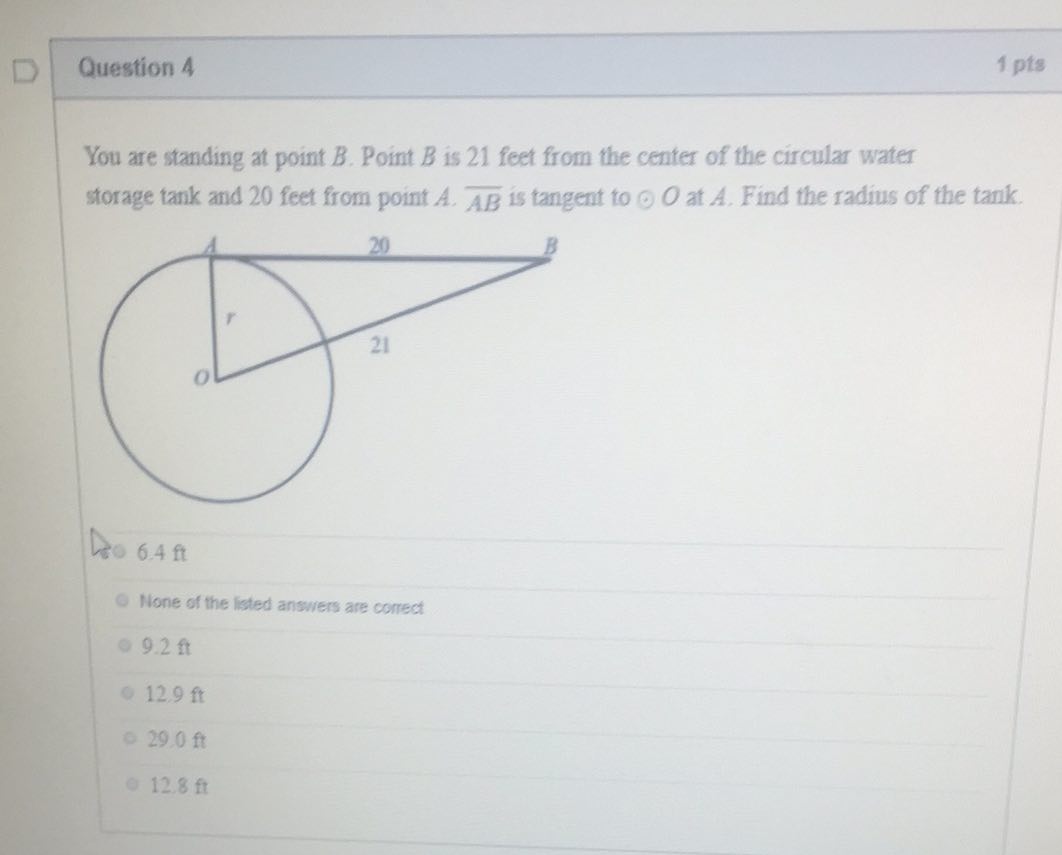 Question 4
1 pts
You are standing at point B. Point B is 21 feet from the center of the circular water
storage tank and 20 feet from point A. AB is tangent to ⊙ O at A. Find the radius of the tank.
A
20
B
r
21
O
6.4 ft
None of the listed answers are correct
9.2 ft
12.9 ft
29.0 ft
12.8 ft